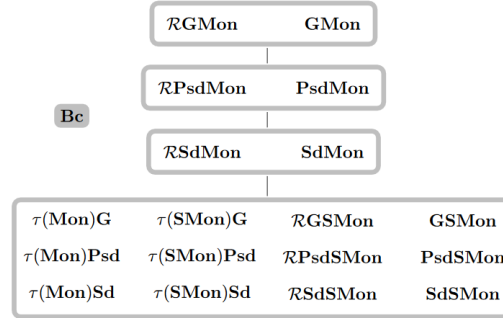 ℛGMon GMon
ℛPsdMon PsdMon
Bc
ℛSdMon SdMon
τ(Mon)G τ(SMon)G ℛGSMon GSMon
τ(Mon)Psd τ(SMon)Psd ℛPsdSMon PsdSMon
τ(Mon)Sd τ(SMon)Sd ℛSdSMon SdSMon